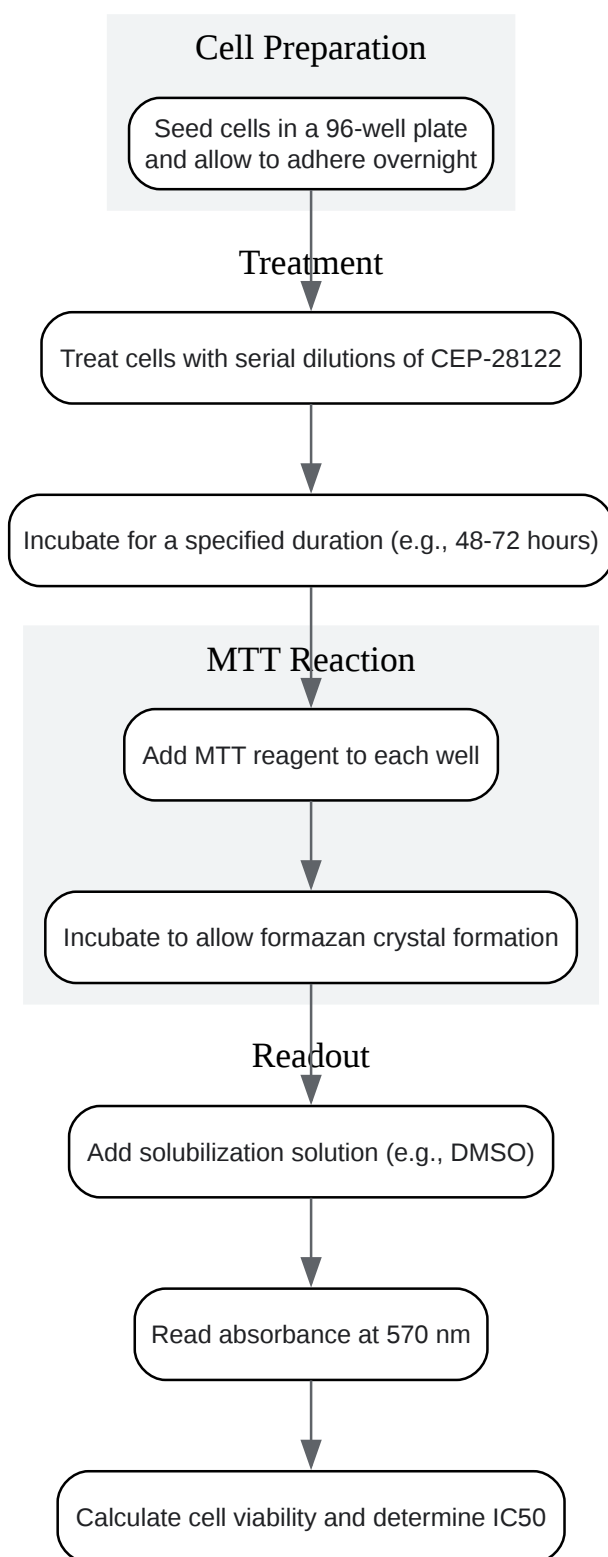 Cell Preparation
Seed cells in a 96-well plate
and allow to adhere overnight
Treatment
Treat cells with serial dilutions of CEP-28122
Incubate for a specified duration (e.g., 48-72 hours)
MTT Reaction
Add MTT reagent to each well
Incubate to allow formazan crystal formation
Readout
Add solubilization solution (e.g., DMSO)
Read absorbance at 570 nm
Calculate cell viability and determine IC50